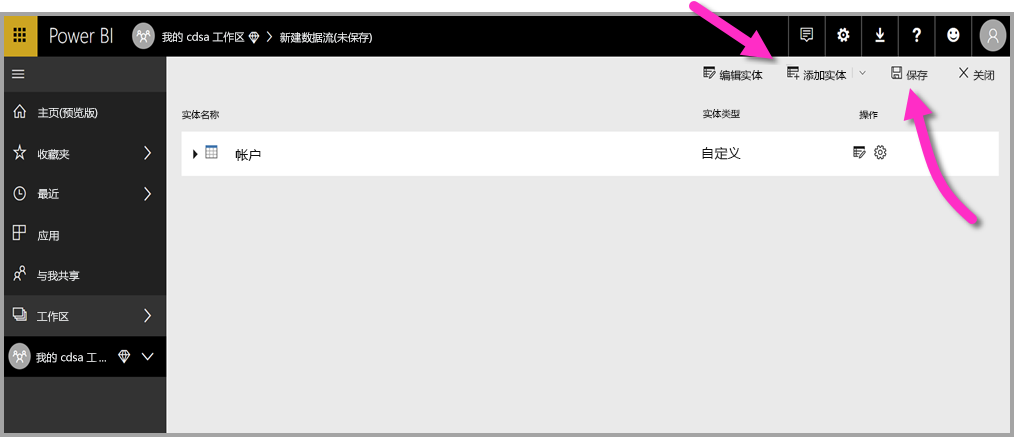 Power BI 我的 cdsa 工作区 > 新建数据流(未保存) ?
编辑实体 添加实体 保存 关闭
主页(预览版)
收藏夹
最近
应用
与我共享
工作区
我的 cdsa 工...
实体名称 实体类型 操作
帐户 自定义